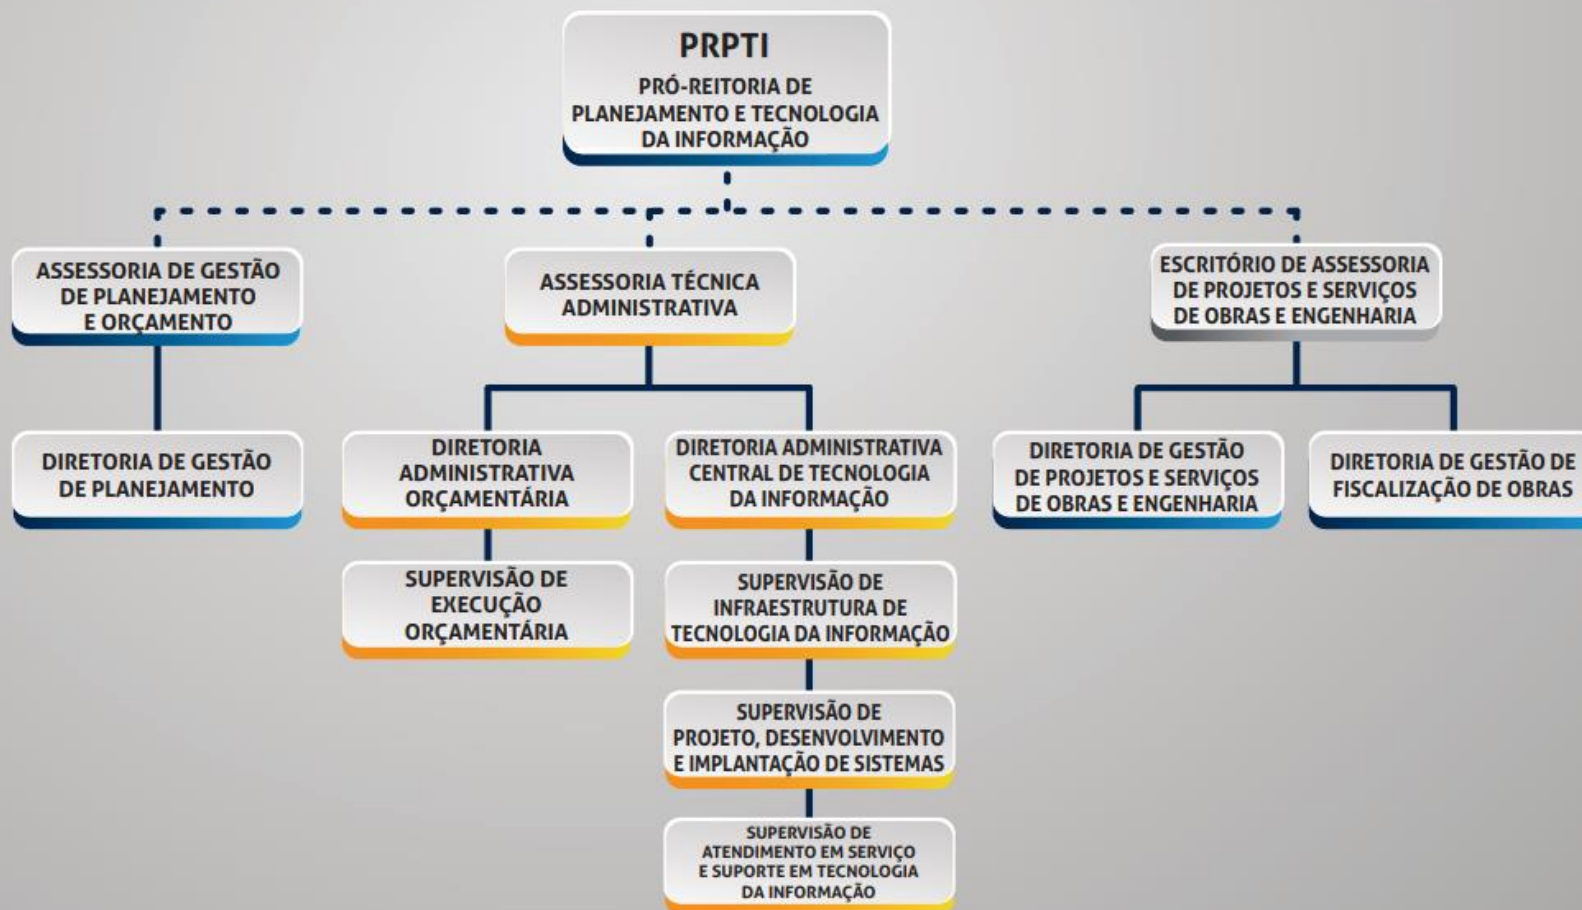 PRPTI
PRÓ-REITORIA DE
PLANEJAMENTO E TECNOLOGIA
DA INFORMAÇÃO
ASSESSORIA DE GESTÃO
DE PLANEJAMENTO
E ORÇAMENTO
ASSESSORIA TÉCNICA
ADMINISTRATIVA
ESCRITÓRIO DE ASSESSORIA
DE PROJETOS E SERVIÇOS
DE OBRAS E ENGENHARIA
DIRETORIA DE GESTÃO
DE PLANEJAMENTO
DIRETORIA
ADMINISTRATIVA
ORÇAMENTÁRIA
DIRETORIA ADMINISTRATIVA
CENTRAL DE TECNOLOGIA
DA INFORMAÇÃO
DIRETORIA DE GESTÃO
DE PROJETOS E SERVIÇOS
DE OBRAS E ENGENHARIA
DIRETORIA DE GESTÃO DE
FISCALIZAÇÃO DE OBRAS
SUPERVISÃO DE
EXECUÇÃO
ORÇAMENTÁRIA
SUPERVISÃO DE
INFRAESTRUTURA DE
TECNOLOGIA DA INFORMAÇÃO
SUPERVISÃO DE
PROJETO, DESENVOLVIMENTO
E IMPLANTAÇÃO DE SISTEMAS
SUPERVISÃO DE
ATENDIMENTO EM SERVIÇO
E SUPORTE EM TECNOLOGIA
DA INFORMAÇÃO